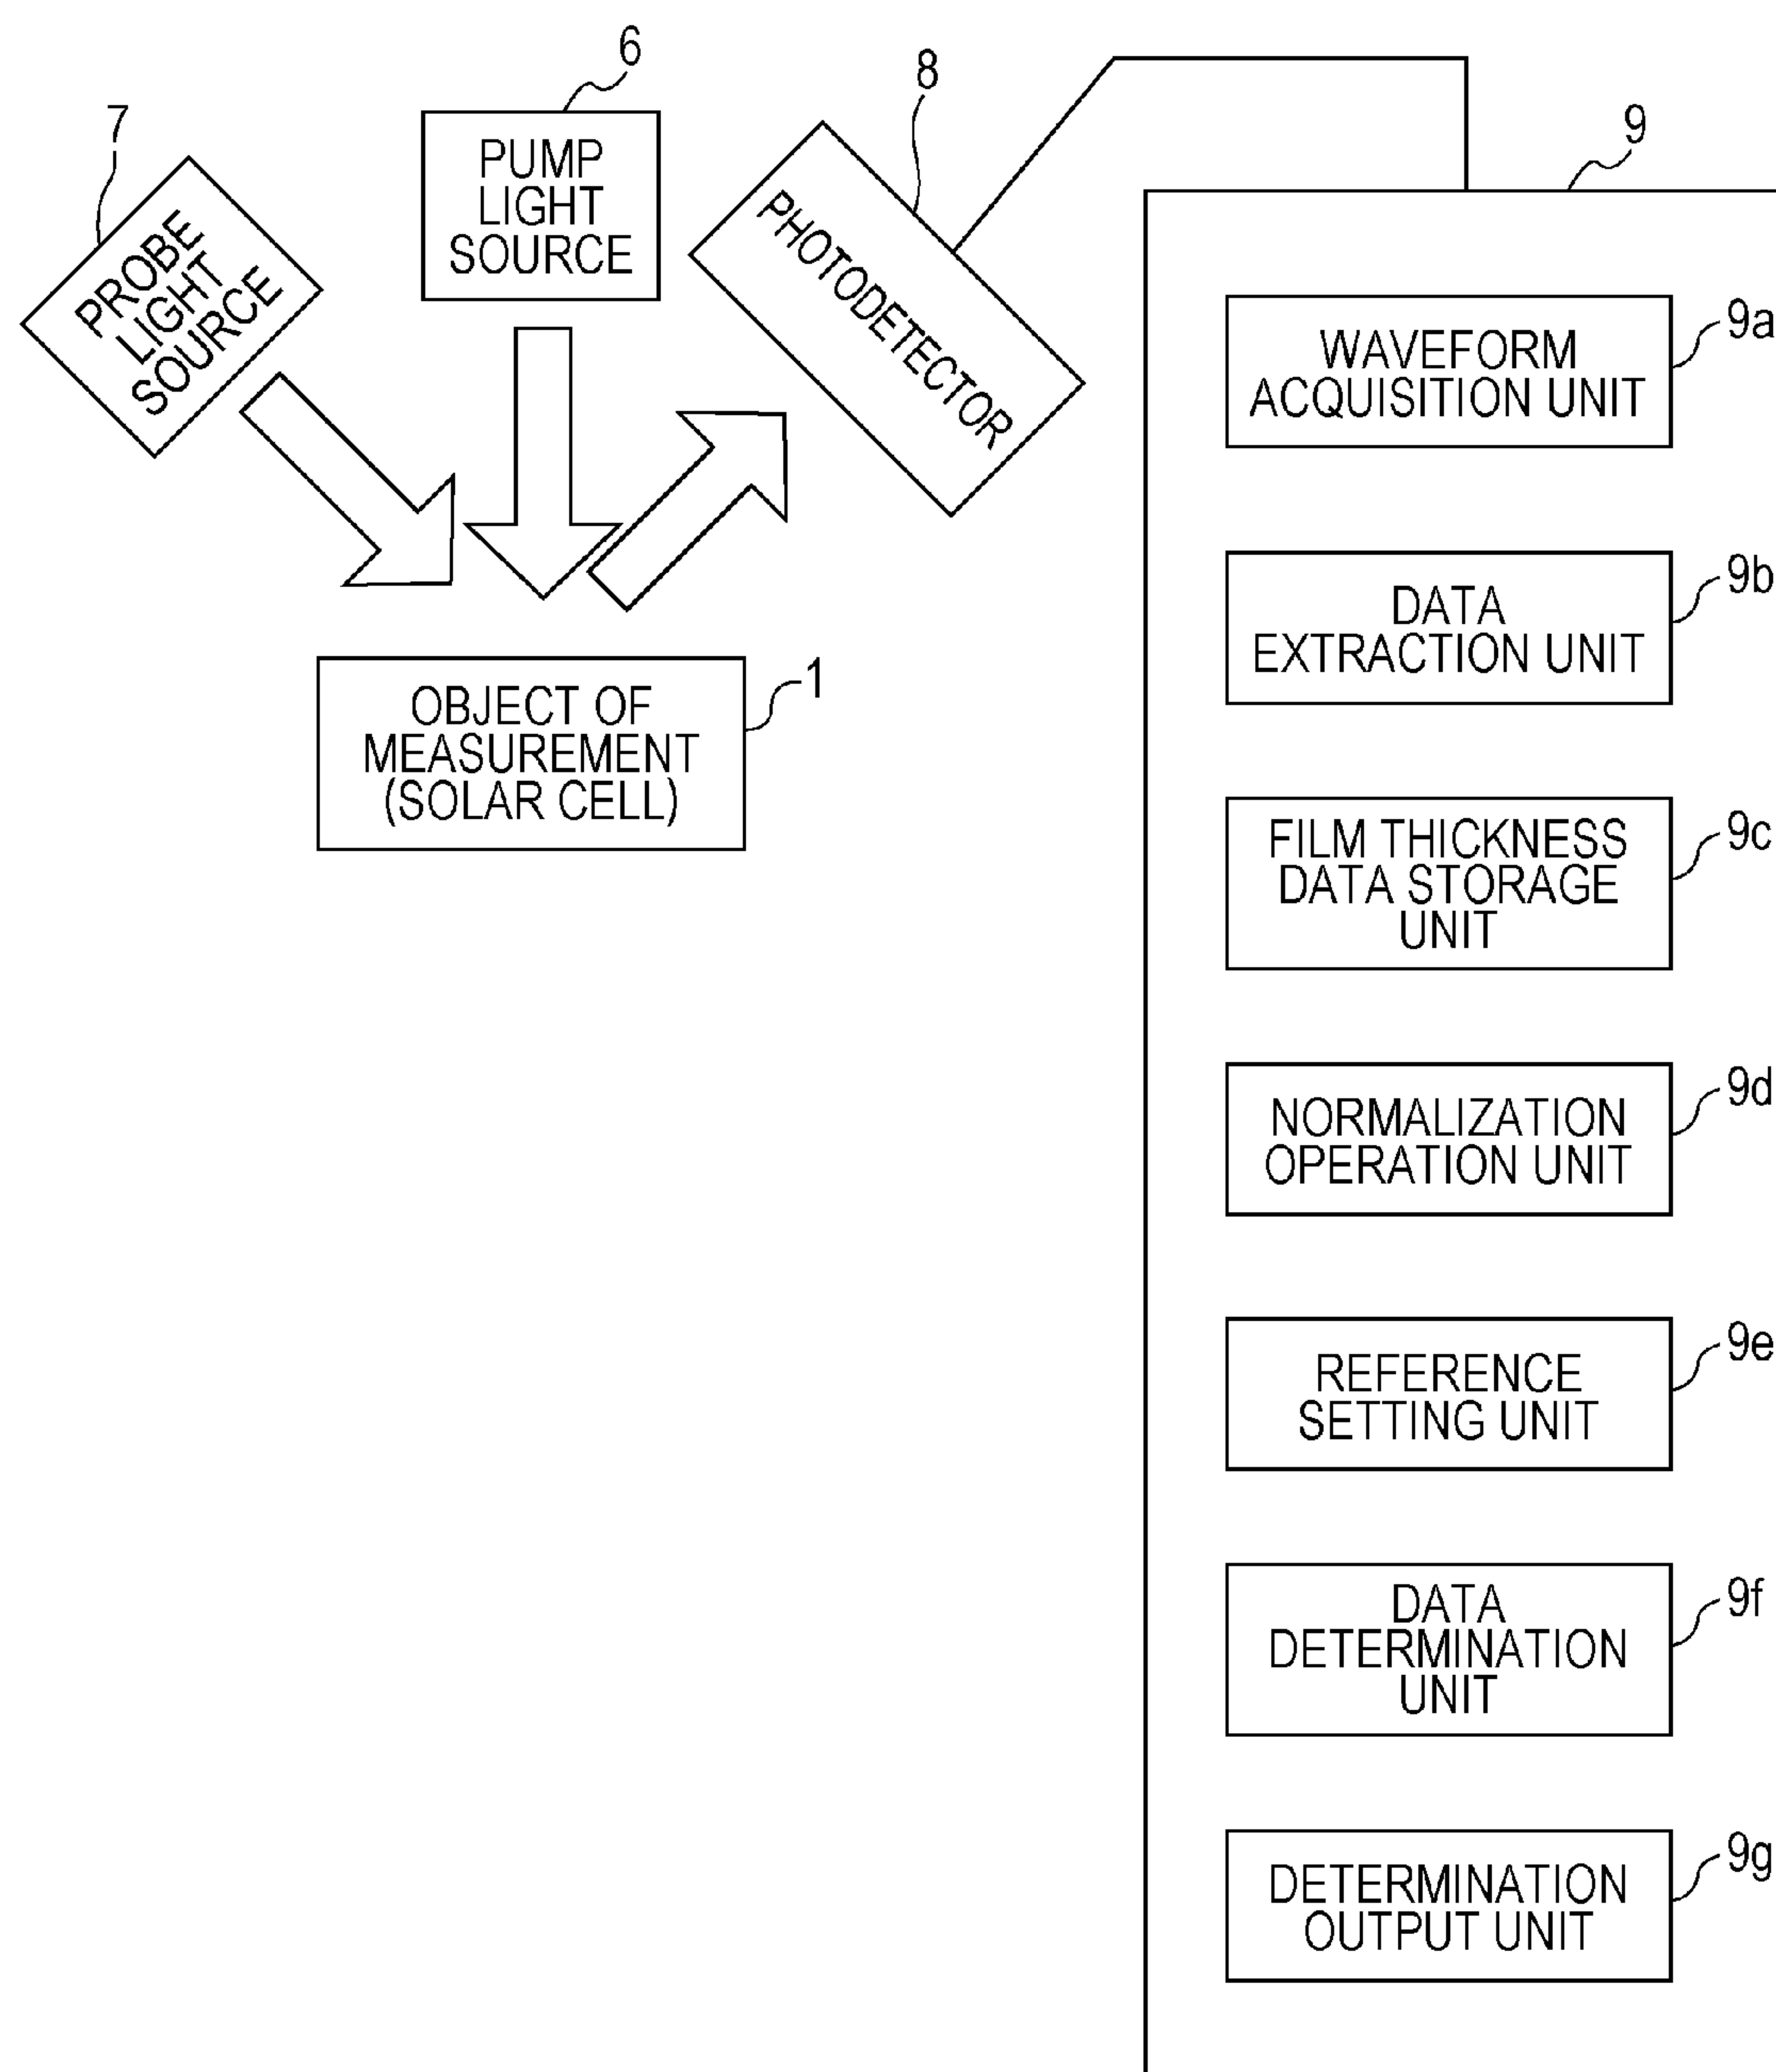 6
8
7
9
PUMP
LIGHT
SOURCE
PROBE
LIGHT
SOURCE
PHOTODETECTOR
OBJECT OF
MEASUREMENT
(SOLAR CELL)
1
WAVEFORM
ACQUISITION UNIT
9a
DATA
EXTRACTION UNIT
9b
FILM THICKNESS
DATA STORAGE
UNIT
9c
NORMALIZATION
OPERATION UNIT
9d
REFERENCE
SETTING UNIT
9e
DATA
DETERMINATION
UNIT
9f
DETERMINATION
OUTPUT UNIT
9g